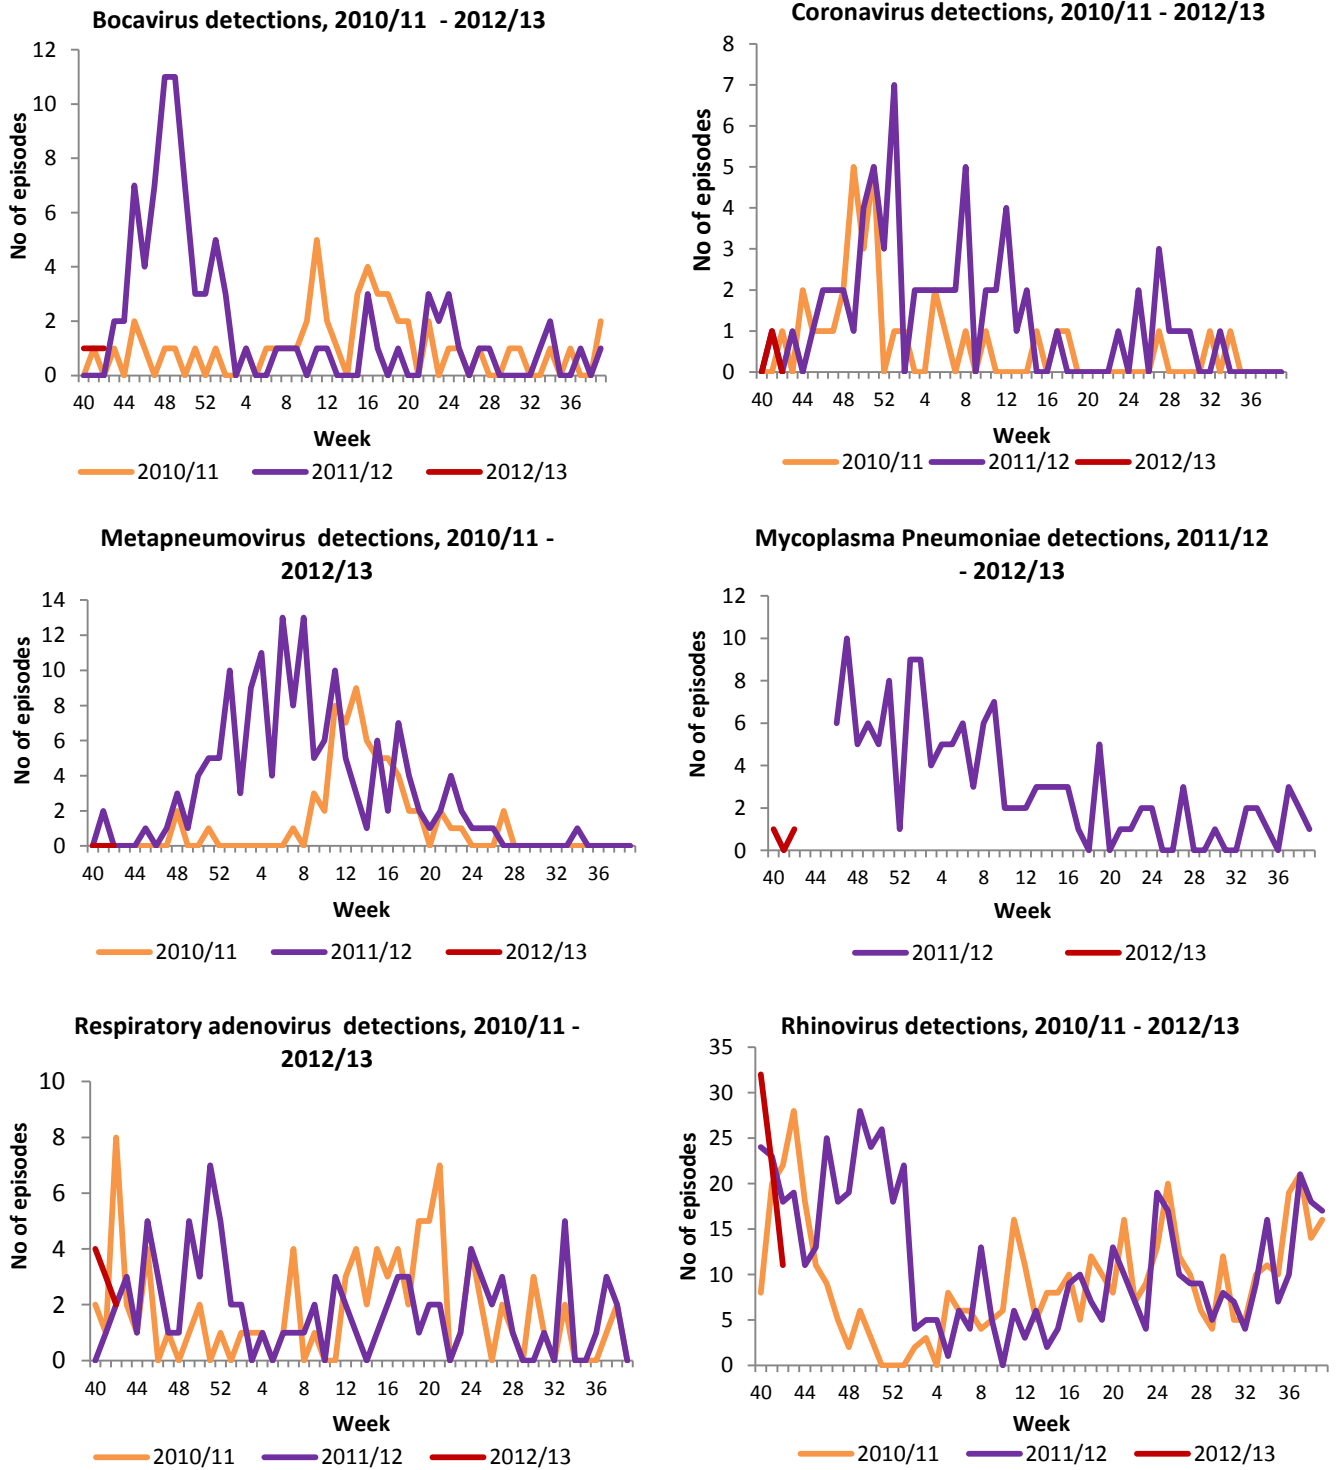 Bocavirus detections, 2010/11 - 2012/13
No of episodes
12
10
8
6
4
2
0
40 44 48 52 4 8 12 16 20 24 28 32 36
Week
2010/11 2011/12 2012/13
Coronavirus detections, 2010/11 - 2012/13
No of episodes
8
7
6
5
4
3
2
1
0
40 44 48 52 4 8 12 16 20 24 28 32 36
Week
2010/11 2011/12 2012/13
Metapneumovirus detections, 2010/11 -
2012/13
No of episodes
14
12
10
8
6
4
2
0
40 44 48 52 4 8 12 16 20 24 28 32 36
Week
2010/11 2011/12 2012/13
Mycoplasma Pneumoniae detections, 2011/12
- 2012/13
No of episodes
12
10
8
6
4
2
0
40 44 48 52 4 8 12 16 20 24 28 32 36
Week
2011/12 2012/13
Respiratory adenovirus detections, 2010/11 -
2012/13
No of episodes
10
8
6
4
2
0
40 44 48 52 4 8 12 16 20 24 28 32 36
Week
2010/11 2011/12 2012/13
Rhinovirus detections, 2010/11 - 2012/13
No of episodes
35
30
25
20
15
10
5
0
40 44 48 52 4 8 12 16 20 24 28 32 36
Week
2010/11 2011/12 2012/13